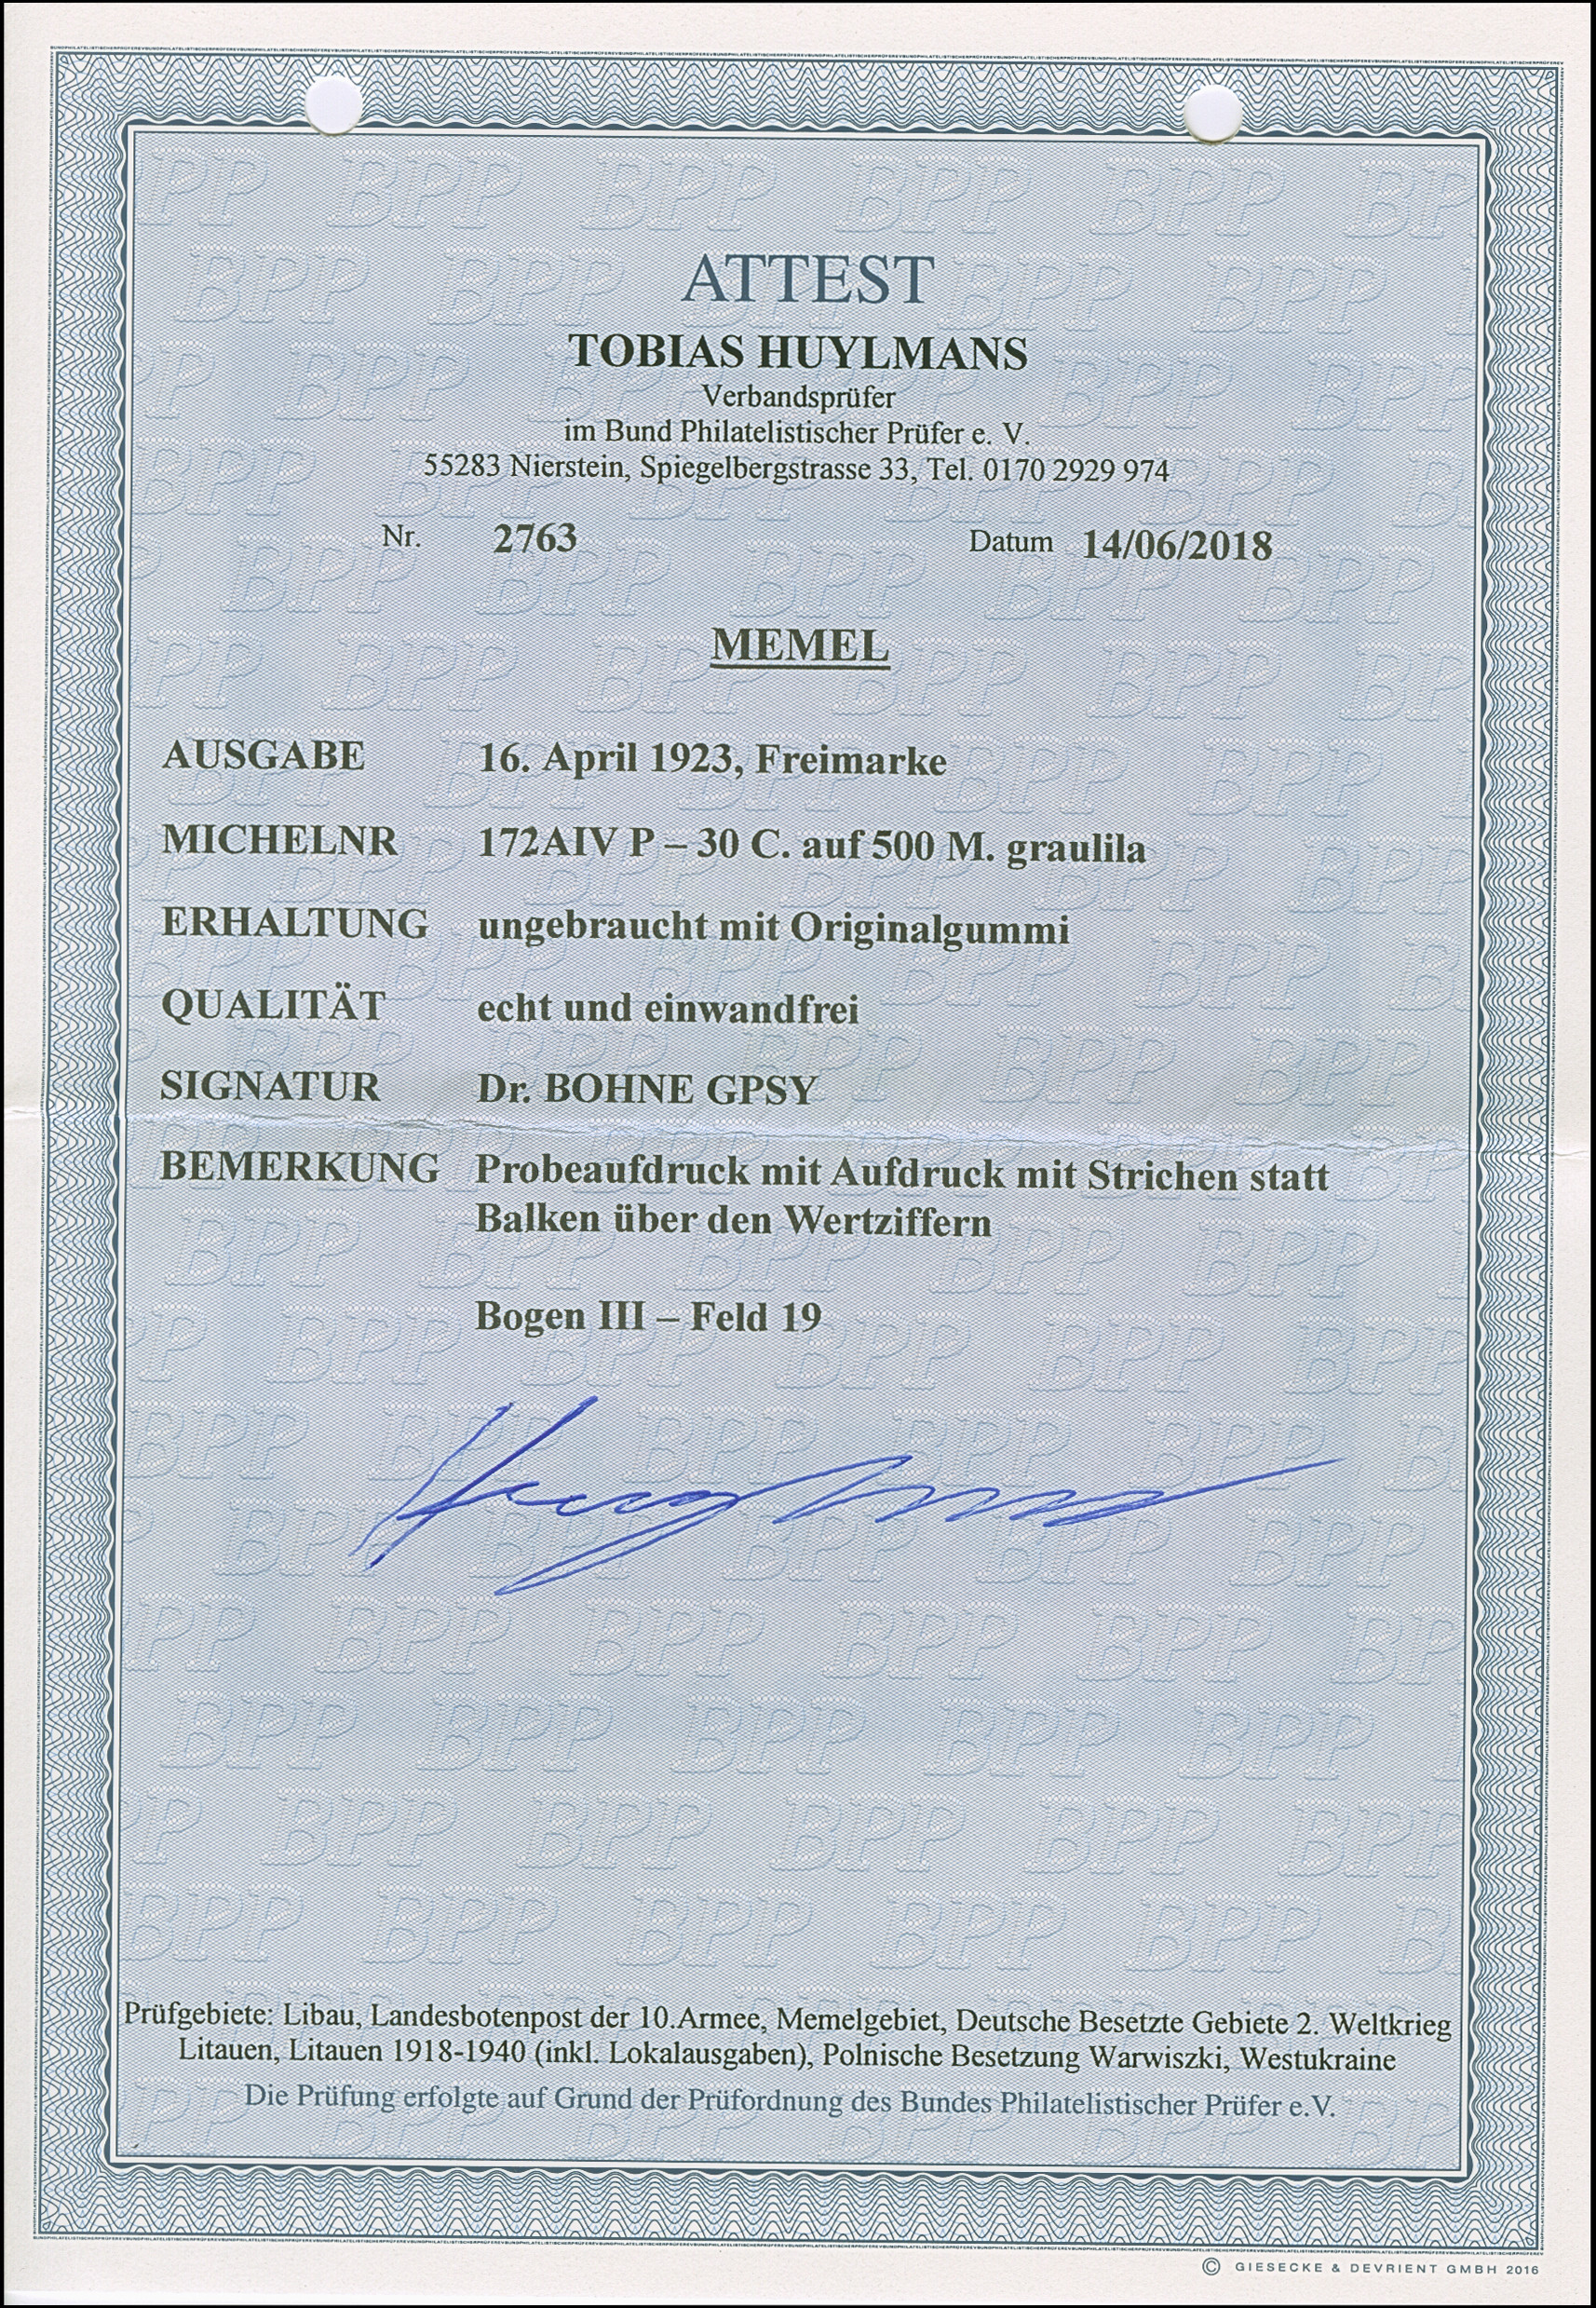 ATTEST
TOBIAS HUYLMANS
Verbandsprüfer
im Bund Philatelistischer Prüfer e. V.
55283 Nierstein, Spiegelbergstrasse 33, Tel. 0170 2929 974
Nr. 2763 Datum 14/06/2018
MEMEL
AUSGABE 16. April 1923, Freimarke
MICHELNR 172AIV P – 30 C. auf 500 M. graulila
ERHALTUNG ungebraucht mit Originalgummi
QUALITÄT echt und einwandfrei
SIGNATUR Dr. BOHNE GPSY
BEMERKUNG Probeaufdruck mit Aufdruck mit Strichen statt
Balken über den Wertziffern
Bogen III – Feld 19
Huylmans
Prüfgebiete: Libau, Landesbotenpost der 10.Armee, Memelgebiet, Deutsche Besetzte Gebiete 2. Weltkrieg
Litauen, Litauen 1918-1940 (inkl. Lokalausgaben), Polnische Besetzung Warwiszki, Westukraine
Die Prüfung erfolgte auf Grund der Prüfordnung des Bundes Philatelistischer Prüfer e.V.
© GIESECKE & DEVRIENT GMBH 2016